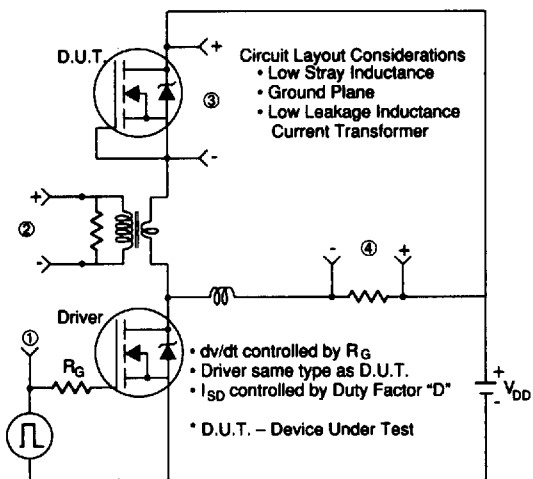 D.U.T.
+
③
-
Circuit Layout Considerations
• Low Stray Inductance
• Ground Plane
• Low Leakage Inductance
Current Transformer
+
②
-
-
④
+
Driver
①
RG
• dv/dt controlled by RG
• Driver same type as D.U.T.
• ISD controlled by Duty Factor "D"
* D.U.T. – Device Under Test
+
VDD
-